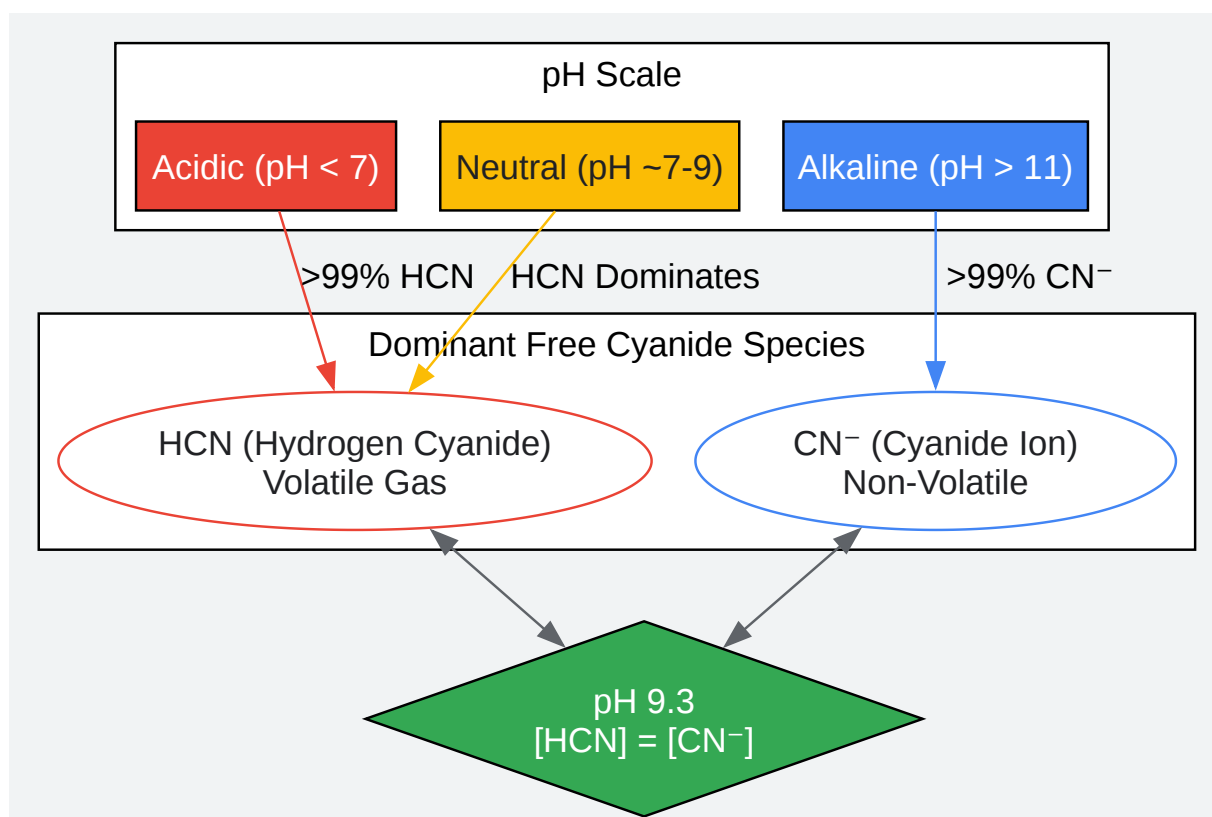 pH Scale
Acidic (pH < 7)
Neutral (pH ~7-9)
Alkaline (pH > 11)
>99% HCN
HCN Dominates
>99% CN⁻
Dominant Free Cyanide Species
HCN (Hydrogen Cyanide)
Volatile Gas
CN⁻ (Cyanide Ion)
Non-Volatile
pH 9.3
[HCN] = [CN⁻]